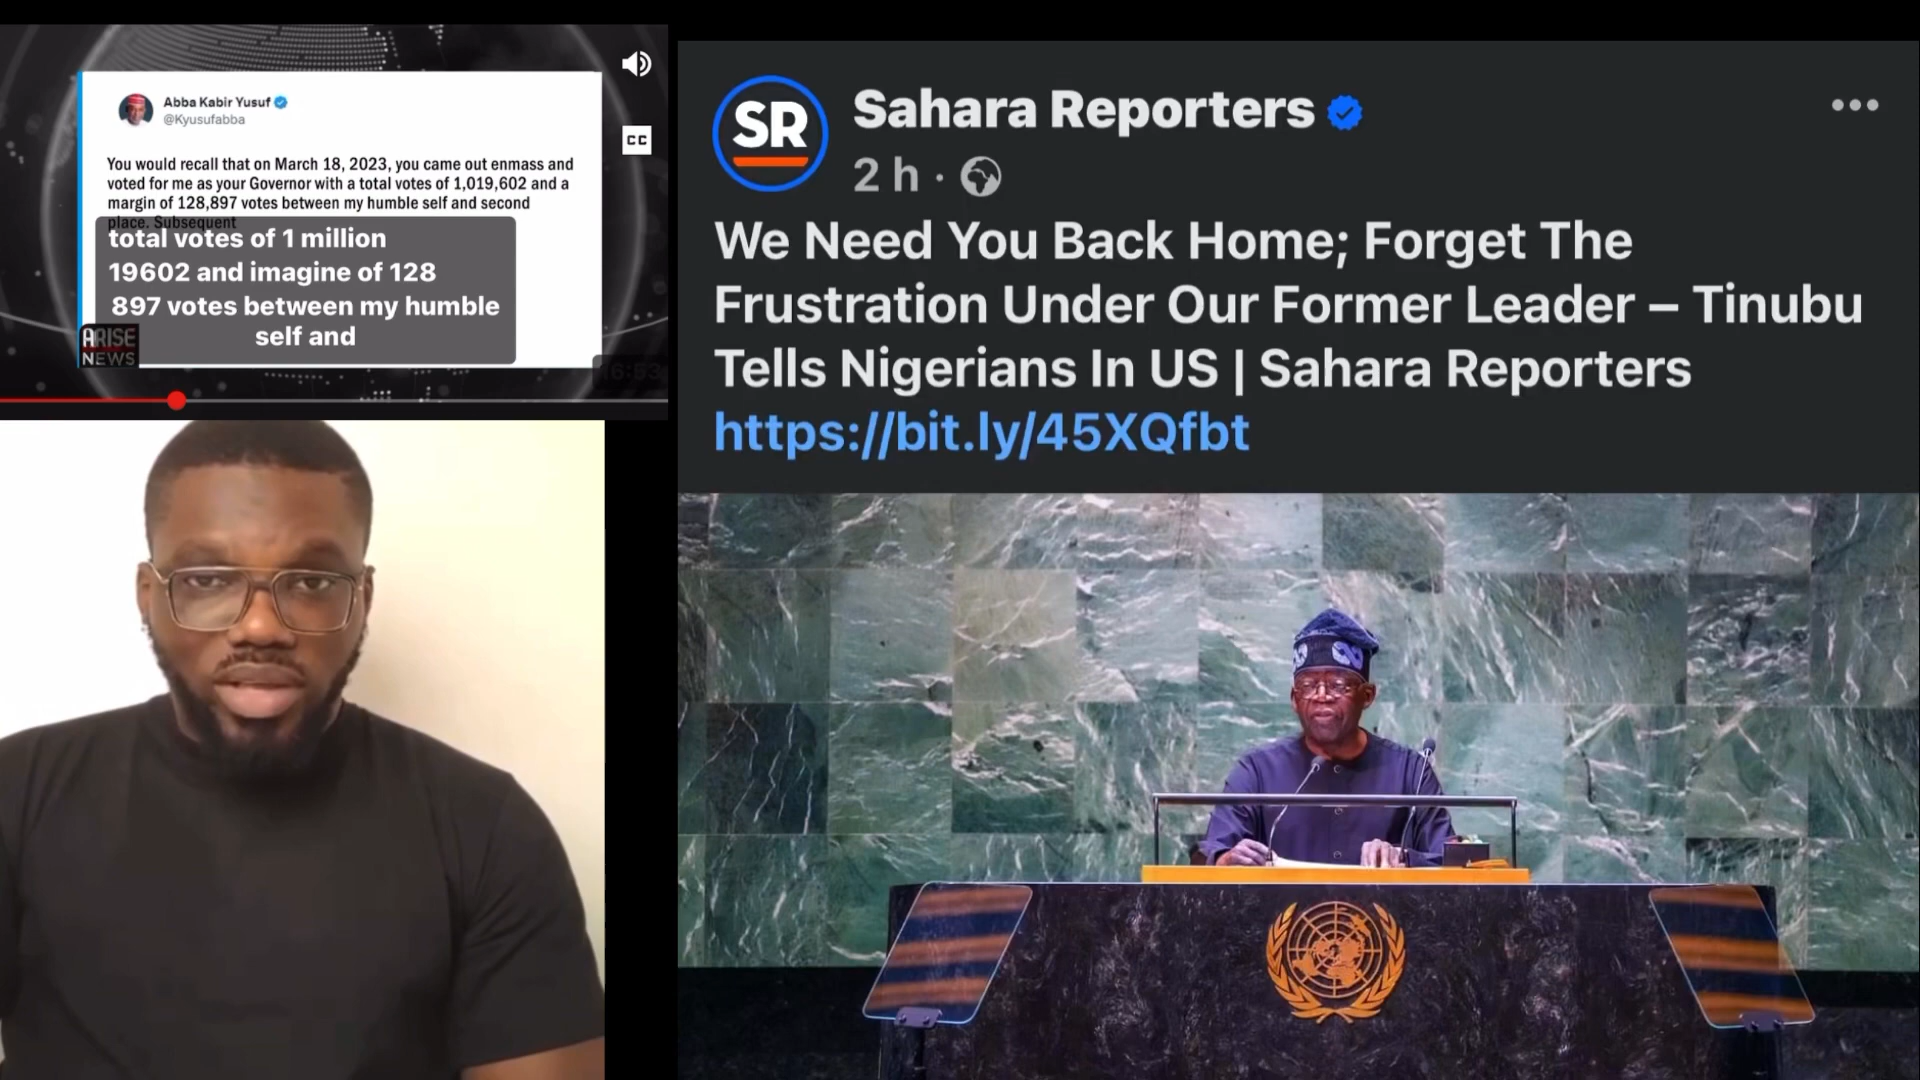 Abba Kabir Yusuf
@Kyusufabba
You would recall that on March 18, 2023, you came out enmass and
voted for me as your Governor with a total votes of 1,019,602 and a
margin of 128,897 votes between my humble self and second
place. Subsequent
total votes of 1 million
19602 and imagine of 128
897 votes between my humble
self and
ARISE
NEWS
CC
SR
Sahara Reporters
2 h ·
We Need You Back Home; Forget The
Frustration Under Our Former Leader – Tinubu
Tells Nigerians In US | Sahara Reporters
https://bit.ly/45XQfbt